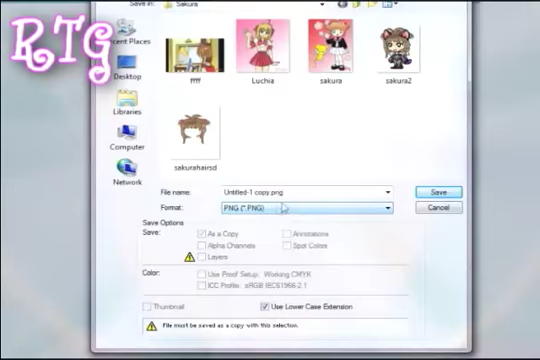 Save in:
Sakura
RTG
Recent Places
Desktop
Libraries
Computer
Network
ffff
Luchia
sakura
sakura2
sakurahairsd
File name:
Untitled-1 copy.png
Save
Format:
PNG (*.PNG)
Cancel
Save Options
Save:
As a Copy
Annotations
Alpha Channels
Spot Colors
Layers
Color:
Use Proof Setup: Working CMYK
ICC Profile: sRGB IEC61966-2.1
Thumbnail
Use Lower Case Extension
File must be saved as a copy with this selection.